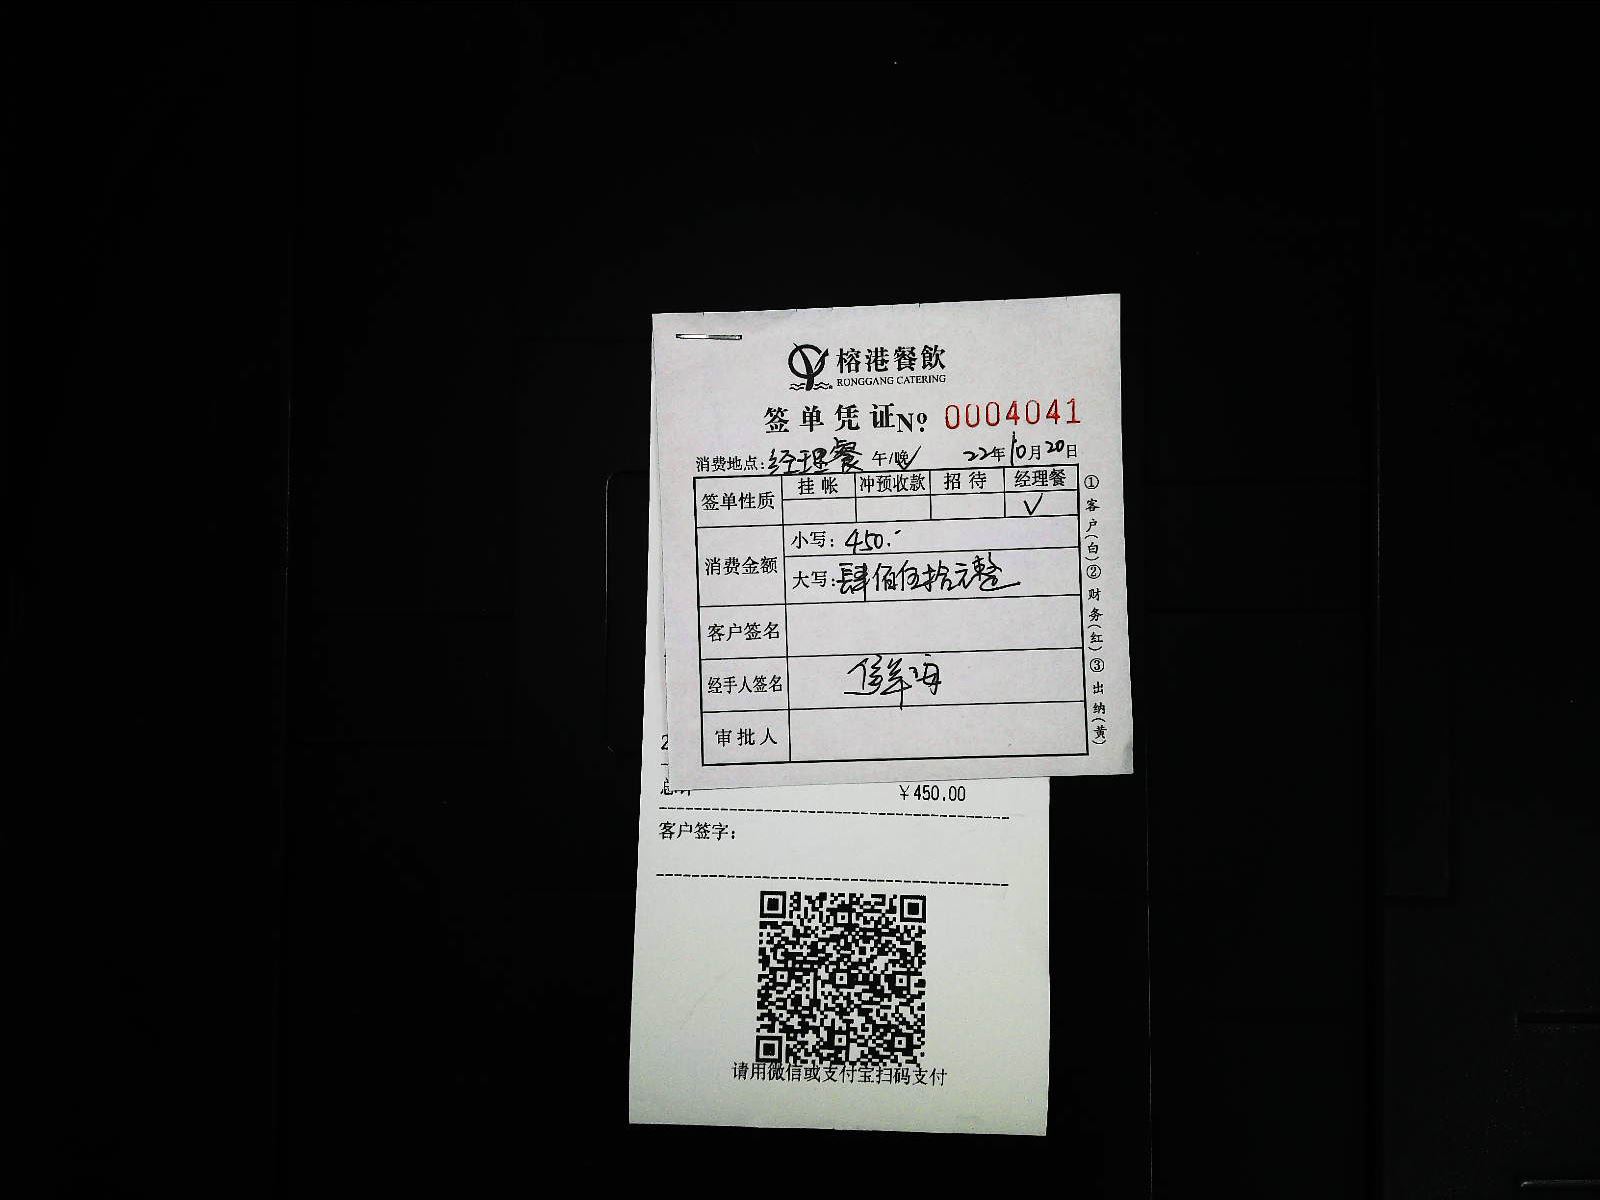 榕港餐飲
RONGGANG CATERING
签单凭证 No: 0004041
消费地点:经理餐 午/晚✓ 22年10月20日
签单性质 挂帐 冲预收款 招待 经理餐
✓
消费金额 小写:450.-
大写:肆佰伍拾元整
客户签名
经手人签名
审批人
①客户(白)②财务(红)③出纳(黄)
¥450.00
客户签字:
请用微信或支付宝扫码支付